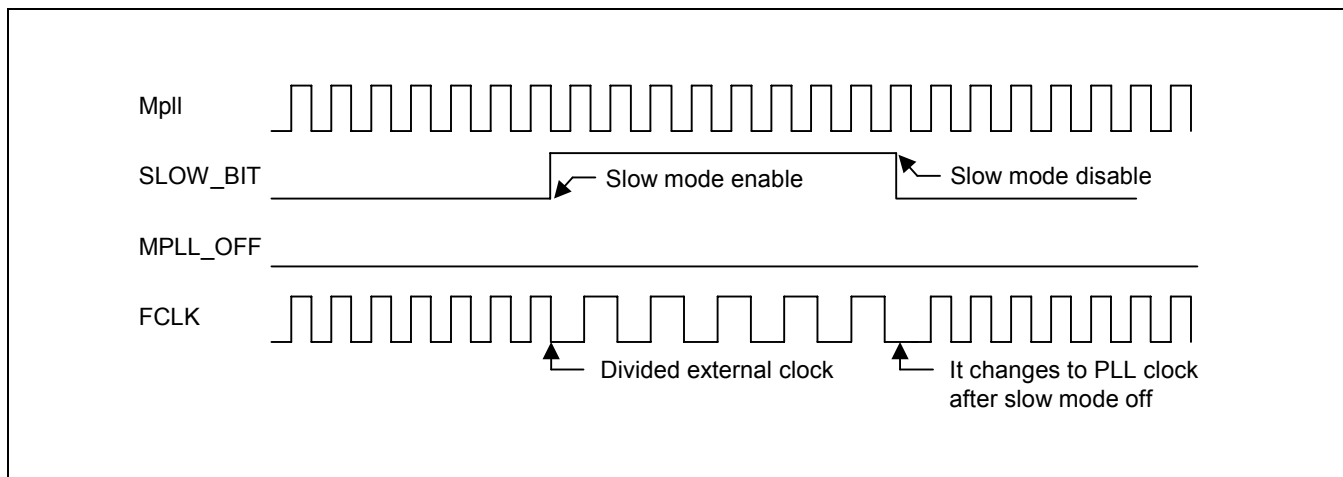 Mpll
SLOW_BIT
Slow mode enable
Slow mode disable
MPLL_OFF
FCLK
Divided external clock
It changes to PLL clock
after slow mode off